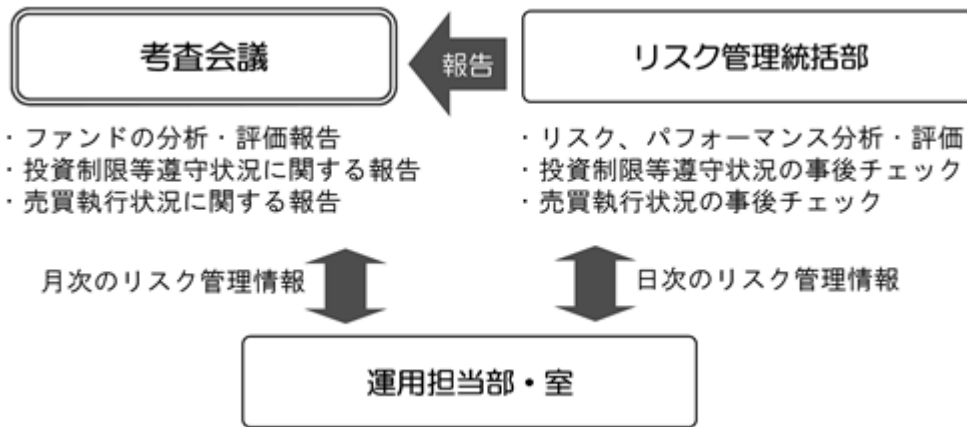 考査会議
報告
リスク管理統括部
・ファンドの分析・評価報告
・投資制限等遵守状況に関する報告
・売買執行状況に関する報告
・リスク、パフォーマンス分析・評価
・投資制限等遵守状況の事後チェック
・売買執行状況の事後チェック
月次のリスク管理情報
日次のリスク管理情報
運用担当部・室